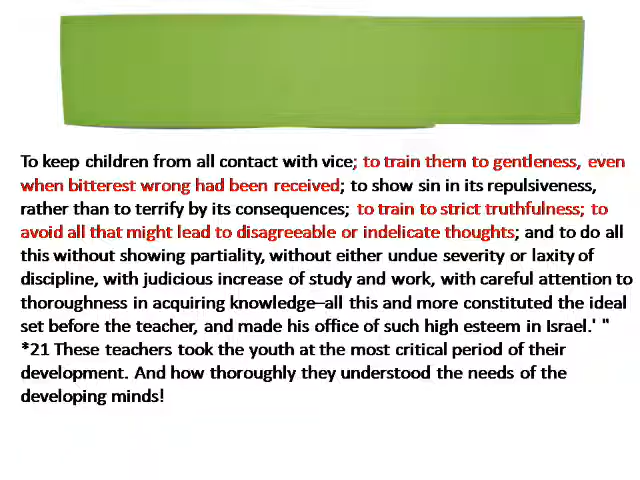 To keep children from all contact with vice; to train them to gentleness, even
when bitterest wrong had been received; to show sin in its repulsiveness,
rather than to terrify by its consequences; to train to strict truthfulness; to
avoid all that might lead to disagreeable or indelicate thoughts; and to do all
this without showing partiality, without either undue severity or laxity of
discipline, with judicious increase of study and work, with careful attention to
thoroughness in acquiring knowledge–all this and more constituted the ideal
set before the teacher, and made his office of such high esteem in Israel.' "
*21 These teachers took the youth at the most critical period of their
development. And how thoroughly they understood the needs of the
developing minds!